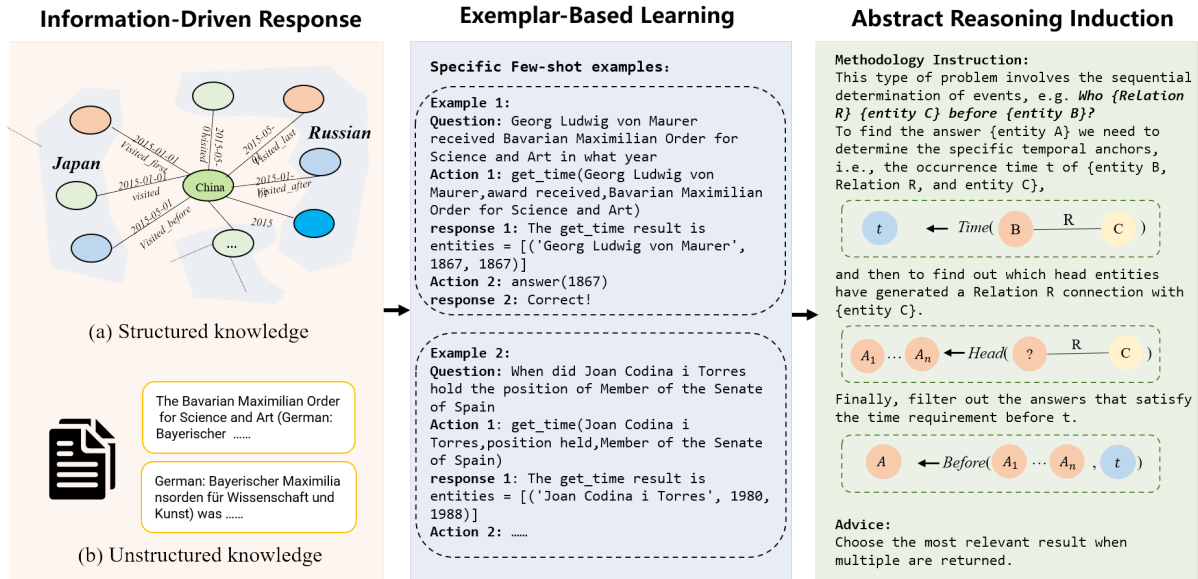 Information-Driven Response
Japan
Russian
China
2015-01-01
Visited_first
2015-01-01
visited
2015-05-01
Visited_before
2015-05-
visited
2015-05-
Visited_last
2015-01-
Visited_after
2015
...
(a) Structured knowledge
The Bavarian Maximilian Order
for Science and Art (German:
Bayerischer ……
German: Bayerischer Maximilia
nsorden für Wissenschaft und
Kunst) was ……
(b) Unstructured knowledge
Exemplar-Based Learning
Specific Few-shot examples:
Example 1:
Question: Georg Ludwig von Maurer
received Bavarian Maximilian Order for
Science and Art in what year
Action 1: get_time(Georg Ludwig von
Maurer,award received,Bavarian Maximilian
Order for Science and Art)
response 1: The get_time result is
entities = [('Georg Ludwig von Maurer',
1867, 1867)]
Action 2: answer(1867)
response 2: Correct!
Example 2:
Question: When did Joan Codina i Torres
hold the position of Member of the Senate
of Spain
Action 1: get_time(Joan Codina i
Torres,position held,Member of the Senate
of Spain)
response 1: The get_time result is
entities = [('Joan Codina i Torres', 1980,
1988)]
Action 2: ……
Abstract Reasoning Induction
Methodology Instruction:
This type of problem involves the sequential
determination of events, e.g. Who {Relation
R} {entity C} before {entity B}?
To find the answer {entity A} we need to
determine the specific temporal anchors,
i.e., the occurrence time t of {entity B,
Relation R, and entity C},
t ← Time( B R C )
and then to find out which head entities
have generated a Relation R connection with
{entity C}.
A1 ... An ← Head( ? R C )
Finally, filter out the answers that satisfy
the time requirement before t.
A ← Before( A1 ... An , t )
Advice:
Choose the most relevant result when
multiple are returned.